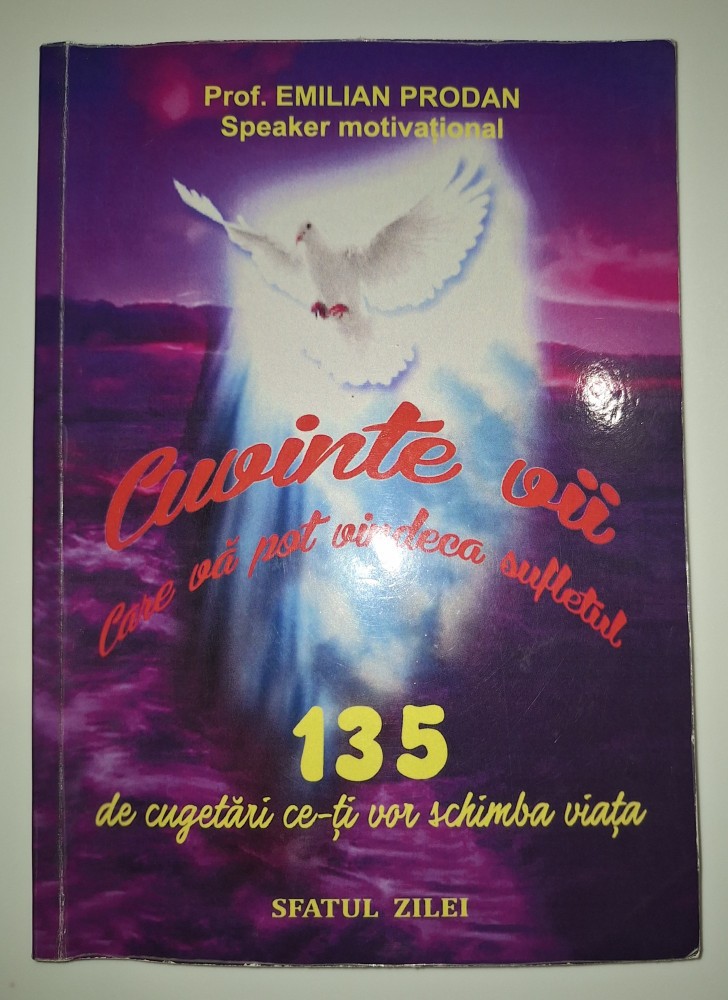 Prof. EMILIAN PRODAN
Speaker motivațional
Cuvinte vii
Care vă pot vindeca sufletul
135
de cugetări ce-ți vor schimba viața
SFATUL ZILEI